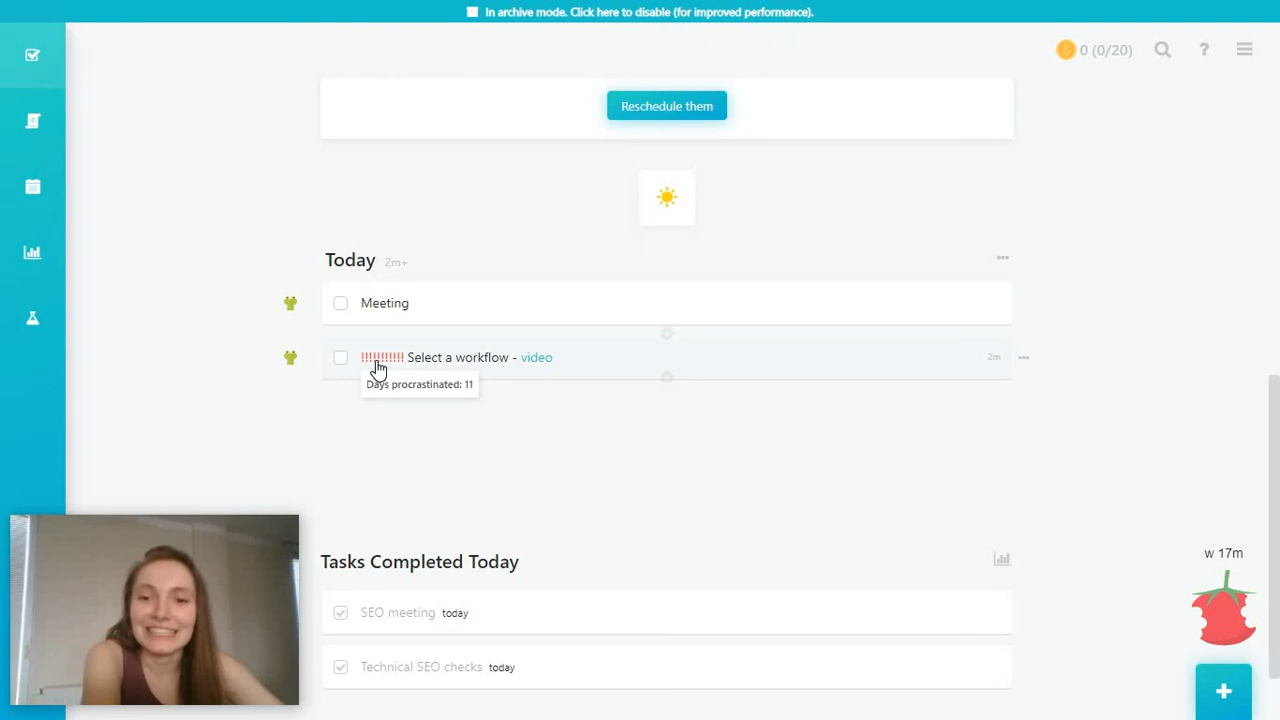 In archive mode. Click here to disable (for improved performance).
0 (0/20)
?
Reschedule them
Today 2m+
Meeting
!!!!!!!!!!! Select a workflow - video 2m
Days procrastinated: 11
Tasks Completed Today
w 17m
SEO meeting today
Technical SEO checks today